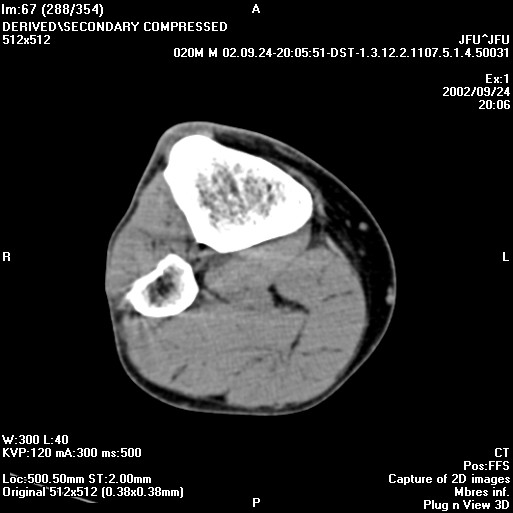 Im:67 (288/354)
A
DERIVED\SECONDARY COMPRESSED
512x512
JFU^JFU
020M M 02.09.24-20:05:51-DST-1.3.12.2.1107.5.1.4.50031
Ex:1
2002/09/24
20:06
R
L
W:300 L:40
KVP:120 mA:300 ms:500
CT
Pos:FFS
Loc:500.50mm ST:2.00mm
Capture of 2D images
Original 512x512 (0.38x0.38mm)
Mbres inf.
P
Plug n View 3D